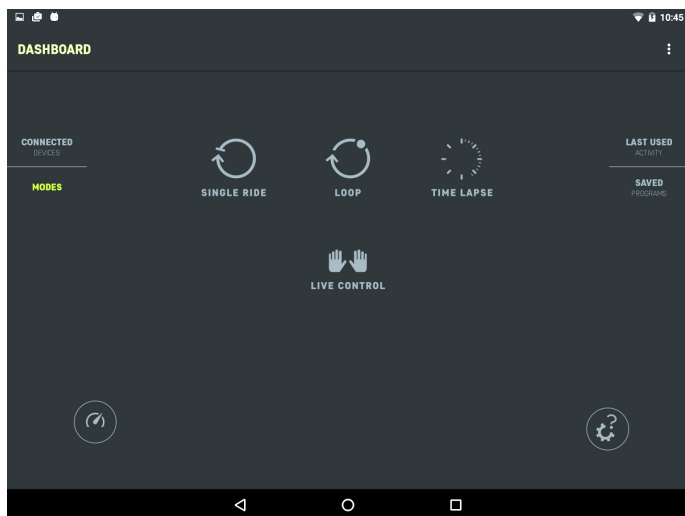 10:45
DASHBOARD
CONNECTED
DEVICES
MODES
SINGLE RIDE
LOOP
TIME LAPSE
LIVE CONTROL
LAST USED
ACTIVITY
SAVED
PROGRAMS
?